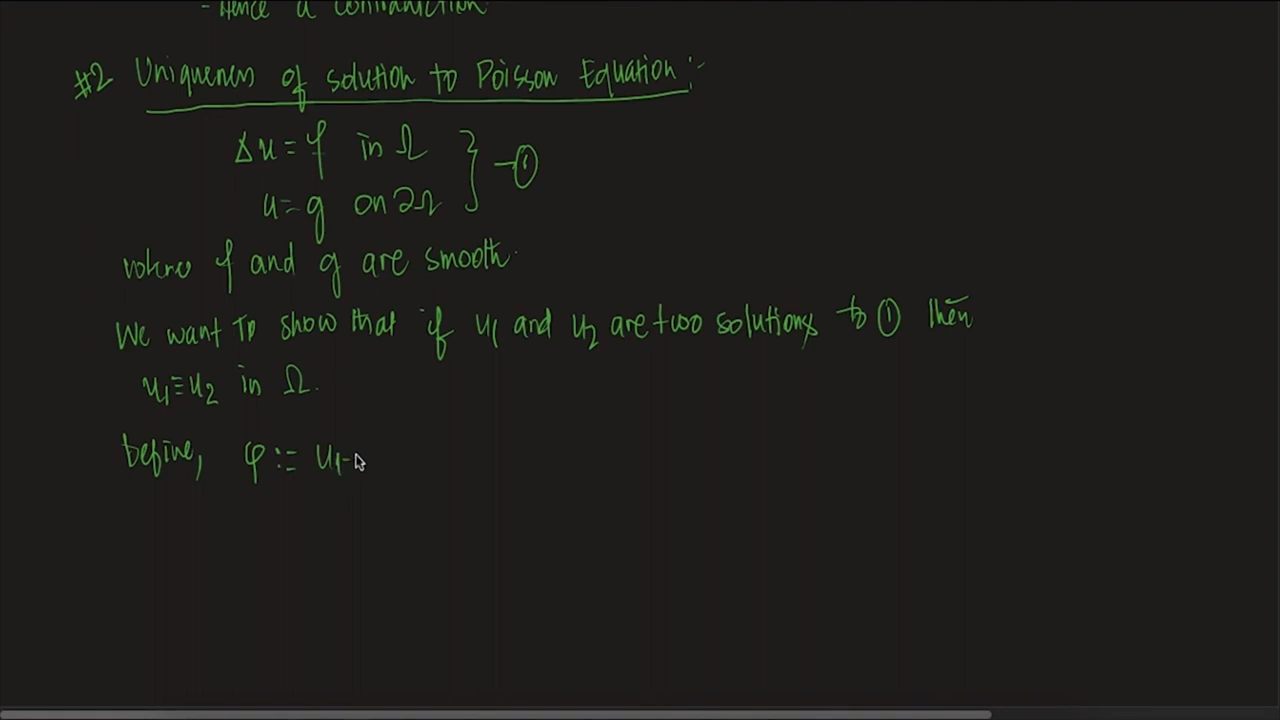 - Hence a contradiction.
#2 Uniqueness of solution to Poisson Equation :-
Δu = f in Ω
u = g on ∂Ω } -①
where f and g are smooth.
We want to show that if u₁ and u₂ are two solutions to ① then
u₁ ≡ u₂ in Ω.
Define, φ := u₁ -